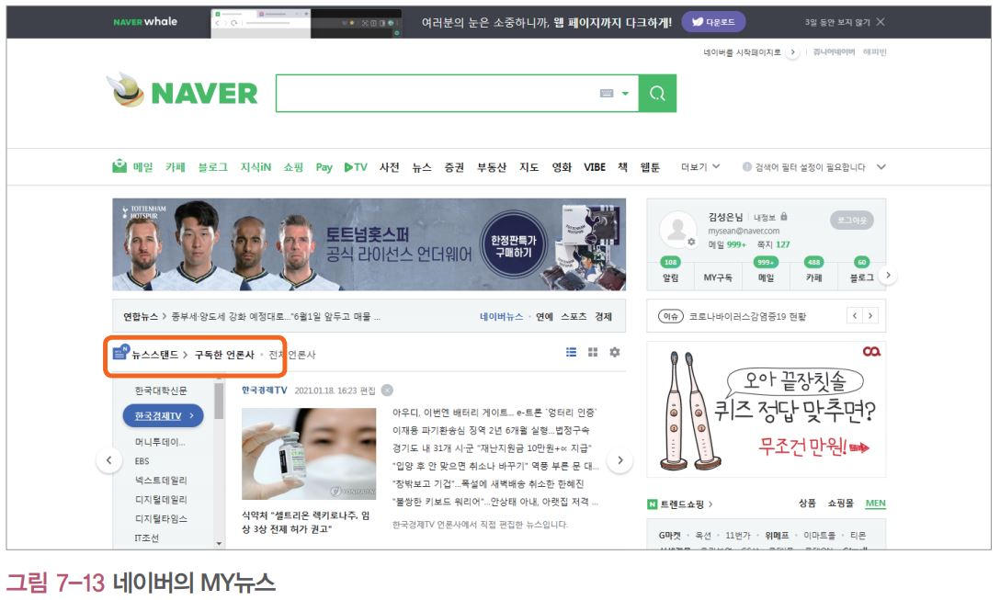 NAVER whale
여러분의 눈은 소중하니까, 웹 페이지까지 다크하게!
다운로드
3일 동안 보지 않기
네이버를 시작페이지로
쥬니어네이버 해피빈
NAVER
메일 카페 블로그 지식iN 쇼핑 Pay TV 사전 뉴스 증권 부동산 지도 영화 VIBE 책 웹툰 더보기
검색어 필터 설정이 필요합니다
TOTTENHAM HOTSPUR
토트넘홋스퍼
공식 라이선스 언더웨어
한정판특가
구매하기
김성은님 내정보
로그아웃
mysean@naver.com
메일 999+ 쪽지 127
108 999+ 488 60
알림 MY구독 메일 카페 블로그
연합뉴스 > 종부세·양도세 강화 예정대로..."6월1일 앞두고 매물 ...
네이버뉴스 · 연예 스포츠 경제
이슈 코로나바이러스감염증19 현황
뉴스스탠드 > 구독한 언론사 · 전체언론사
한국대학신문
한국경제TV >
머니투데이...
EBS
넥스트데일리
디지털데일리
디지털타임스
IT조선
한국경제TV 2021.01.18. 16:23 편집
식약처 "셀트리온 렉키로나주, 임
상 3상 전제 허가 권고"
아우디, 이번엔 배터리 게이트... e-트론 '엉터리 인증'
이재용 파기환송심 징역 2년 6개월 실형...법정구속
경기도 내 31개 시·군 "재난지원금 10만원+∝ 지급"
"입양 후 안 맞으면 취소나 바꾸기" 역풍 부른 문 대...
"창밖보고 기겁"...폭설에 새벽배송 취소한 한혜진
"불쌍한 키보드 워리어"...안상태 아내, 아랫집 저격 ...
한국경제TV 언론사에서 직접 편집한 뉴스입니다.
오아 끝장칫솔
퀴즈 정답 맞추면?
무조건 만원!
N 트렌드쇼핑 >
상품 쇼핑몰 MEN
G마켓 · 옥션 · 11번가 · 위메프 · 이마트몰 · 티몬
그림 7-13 네이버의 MY뉴스